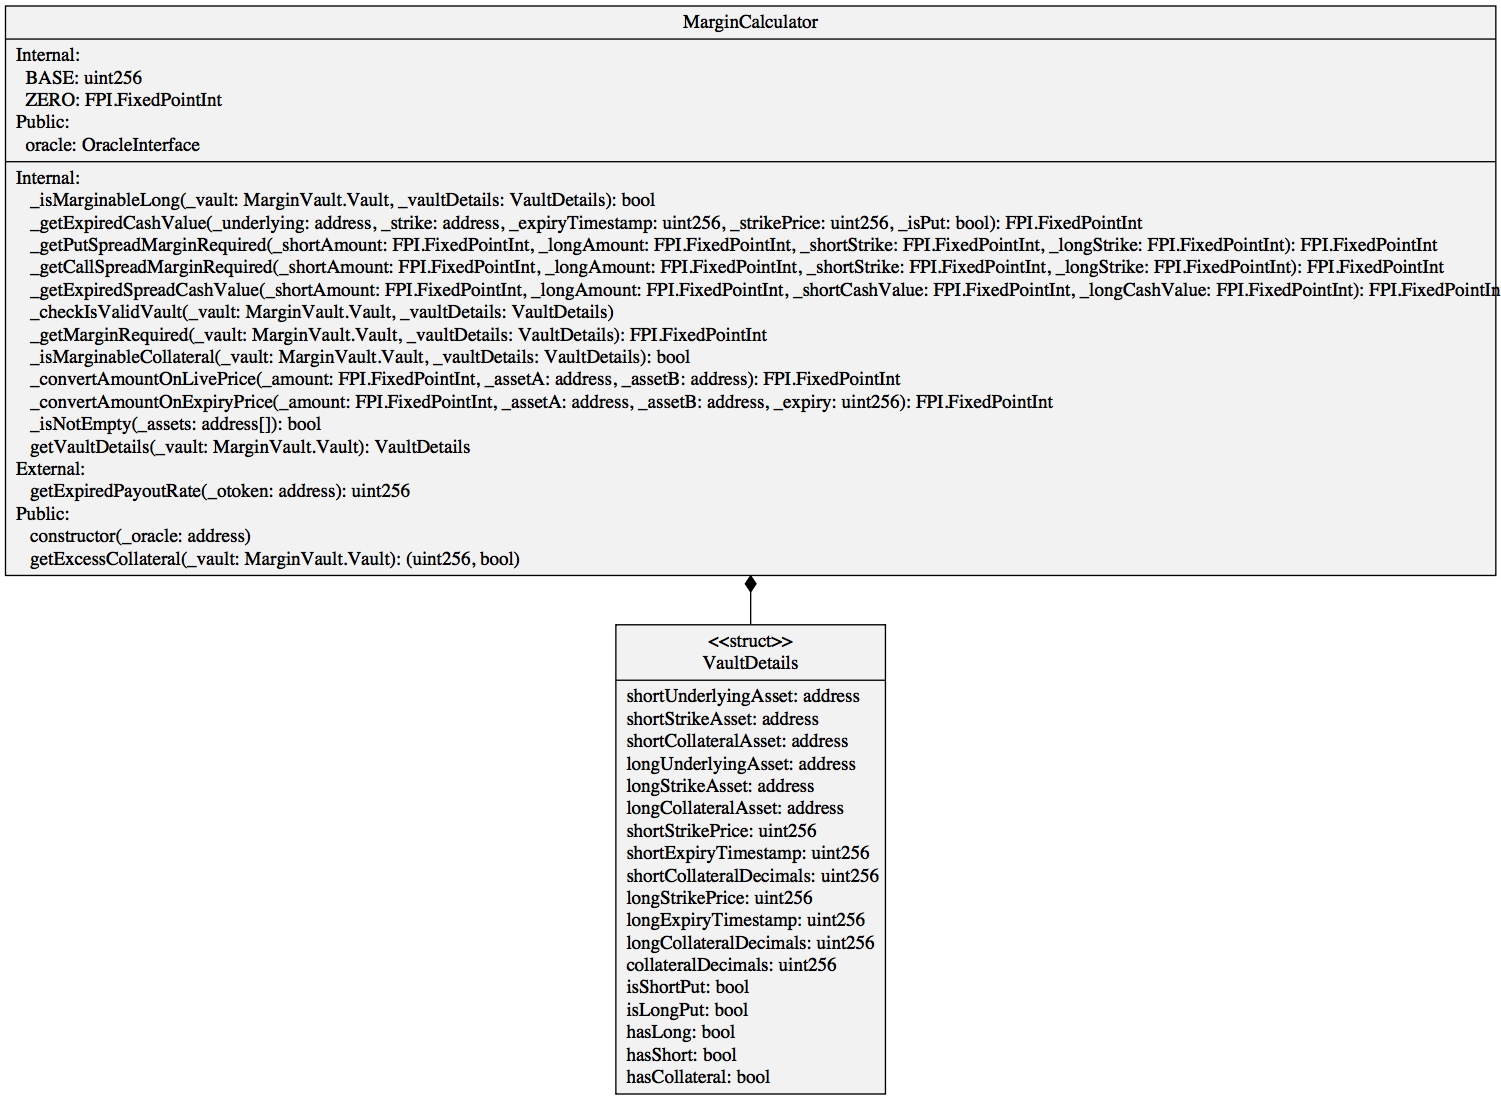 MarginCalculator
Internal:
BASE: uint256
ZERO: FPI.FixedPointInt
Public:
oracle: OracleInterface
Internal:
_isMarginableLong(_vault: MarginVault.Vault, _vaultDetails: VaultDetails): bool
_getExpiredCashValue(_underlying: address, _strike: address, _expiryTimestamp: uint256, _strikePrice: uint256, _isPut: bool): FPI.FixedPointInt
_getPutSpreadMarginRequired(_shortAmount: FPI.FixedPointInt, _longAmount: FPI.FixedPointInt, _shortStrike: FPI.FixedPointInt, _longStrike: FPI.FixedPointInt): FPI.FixedPointInt
_getCallSpreadMarginRequired(_shortAmount: FPI.FixedPointInt, _longAmount: FPI.FixedPointInt, _shortStrike: FPI.FixedPointInt, _longStrike: FPI.FixedPointInt): FPI.FixedPointInt
_getExpiredSpreadCashValue(_shortAmount: FPI.FixedPointInt, _longAmount: FPI.FixedPointInt, _shortCashValue: FPI.FixedPointInt, _longCashValue: FPI.FixedPointInt): FPI.FixedPointIn
_checkIsValidVault(_vault: MarginVault.Vault, _vaultDetails: VaultDetails)
_getMarginRequired(_vault: MarginVault.Vault, _vaultDetails: VaultDetails): FPI.FixedPointInt
_isMarginableCollateral(_vault: MarginVault.Vault, _vaultDetails: VaultDetails): bool
_convertAmountOnLivePrice(_amount: FPI.FixedPointInt, _assetA: address, _assetB: address): FPI.FixedPointInt
_convertAmountOnExpiryPrice(_amount: FPI.FixedPointInt, _assetA: address, _assetB: address, _expiry: uint256): FPI.FixedPointInt
_isNotEmpty(_assets: address[]): bool
getVaultDetails(_vault: MarginVault.Vault): VaultDetails
External:
getExpiredPayoutRate(_otoken: address): uint256
Public:
constructor(_oracle: address)
getExcessCollateral(_vault: MarginVault.Vault): (uint256, bool)
<<struct>>
VaultDetails
shortUnderlyingAsset: address
shortStrikeAsset: address
shortCollateralAsset: address
longUnderlyingAsset: address
longStrikeAsset: address
longCollateralAsset: address
shortStrikePrice: uint256
shortExpiryTimestamp: uint256
shortCollateralDecimals: uint256
longStrikePrice: uint256
longExpiryTimestamp: uint256
longCollateralDecimals: uint256
collateralDecimals: uint256
isShortPut: bool
isLongPut: bool
hasLong: bool
hasShort: bool
hasCollateral: bool